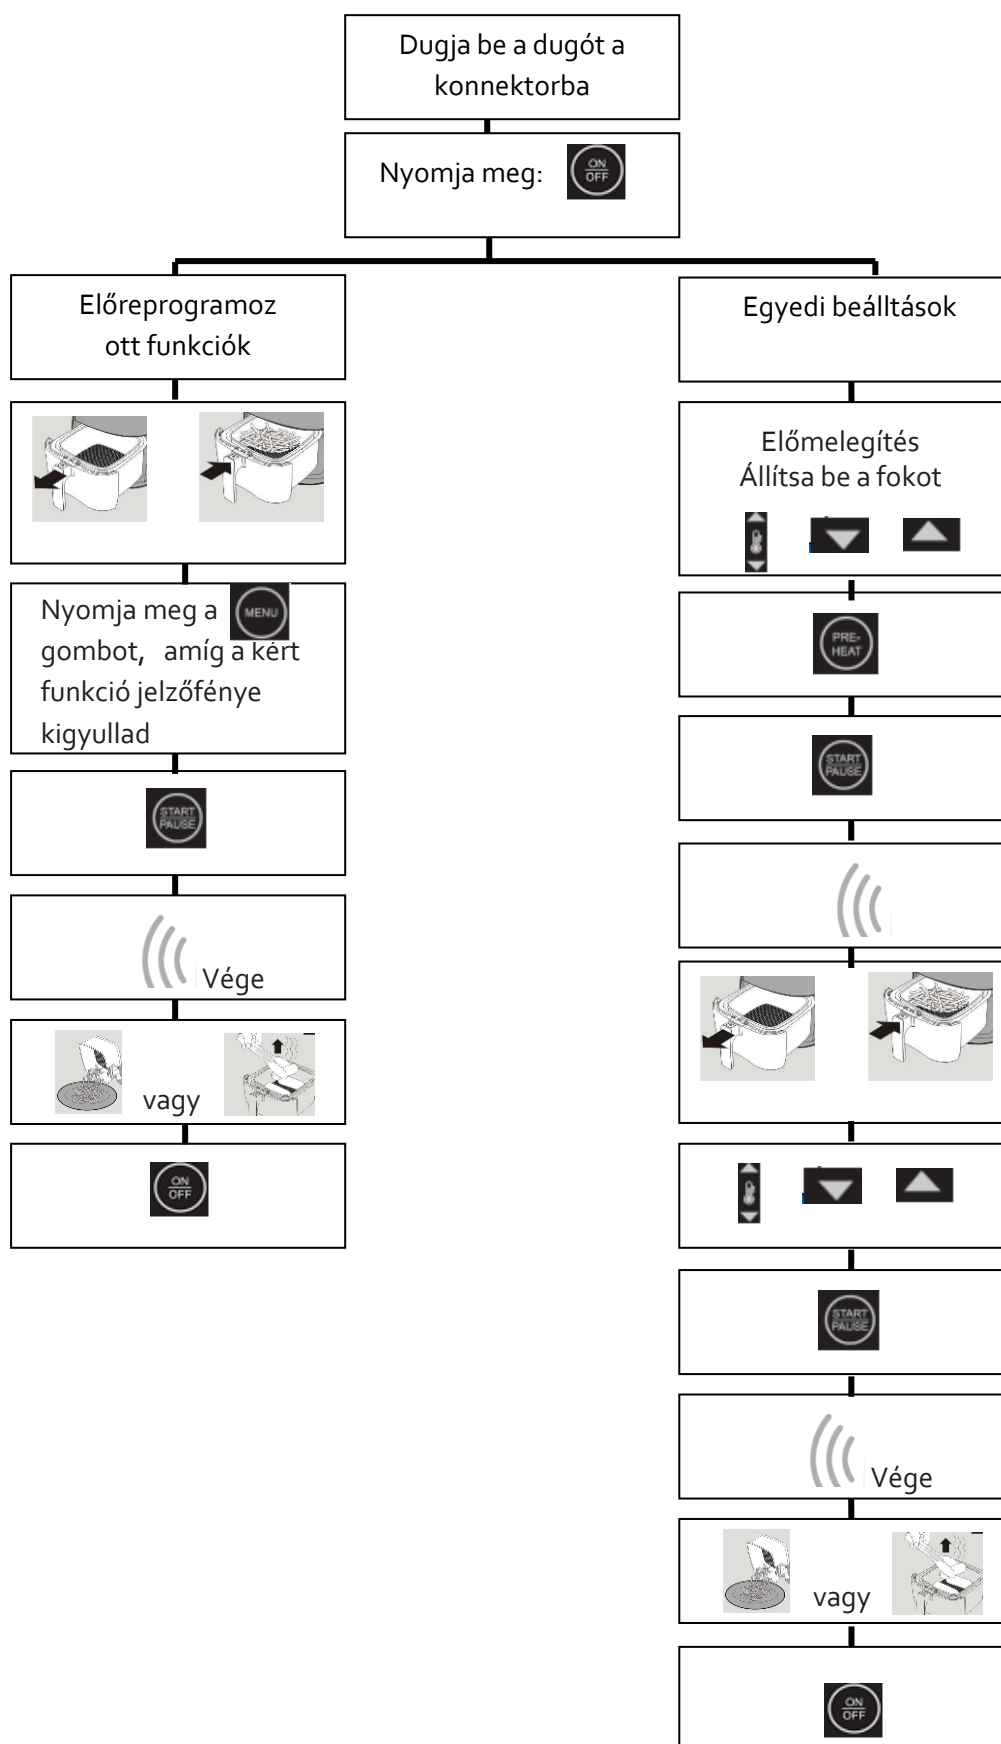 Dugja be a dugót a
konnektorba
Nyomja meg:
ON
OFF
Előreprogramoz
ott funkciók
Nyomja meg a MENU
gombot, amíg a kért
funkció jelzőfénye
kigyullad
START
PAUSE
Vége
vagy
ON
OFF
Egyedi beálltások
Előmelegítés
Állítsa be a fokot
PRE-
HEAT
START
PAUSE
START
PAUSE
Vége
vagy
ON
OFF